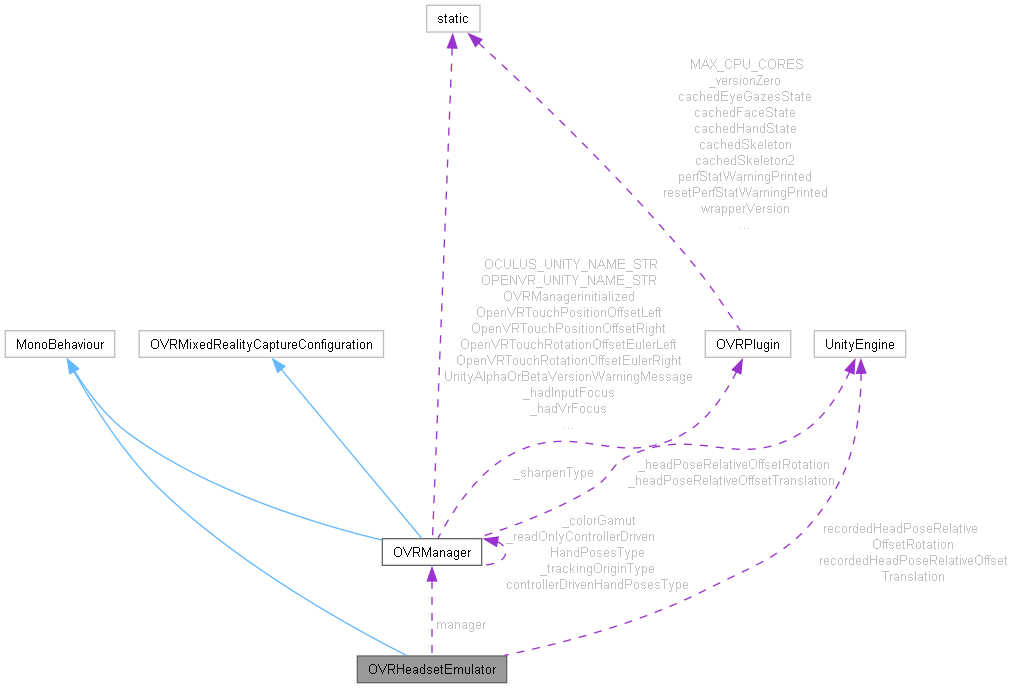 static
MAX_CPU_CORES
_versionZero
cachedEyeGazesState
cachedFaceState
cachedHandState
cachedSkeleton
cachedSkeleton2
perfStatWarningPrinted
resetPerfStatWarningPrinted
wrapperVersion
...
OCULUS_UNITY_NAME_STR
OPENVR_UNITY_NAME_STR
OVRManagerinitialized
OpenVRTouchPositionOffsetLeft
OpenVRTouchPositionOffsetRight
OpenVRTouchRotationOffsetEulerLeft
OpenVRTouchRotationOffsetEulerRight
UnityAlphaOrBetaVersionWarningMessage
_hadInputFocus
_hadVrFocus
...
MonoBehaviour
OVRMixedRealityCaptureConfiguration
OVRPlugin
UnityEngine
_sharpenType
_headPoseRelativeOffsetRotation
_headPoseRelativeOffsetTranslation
OVRManager
_colorGamut
_readOnlyControllerDriven
HandPosesType
_trackingOriginType
controllerDrivenHandPosesType
recordedHeadPoseRelative
OffsetRotation
recordedHeadPoseRelativeOffset
Translation
manager
OVRHeadsetEmulator